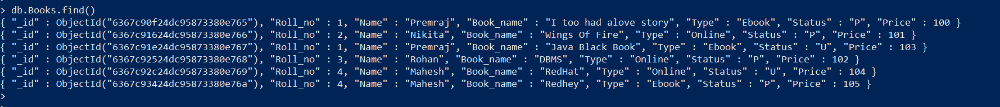 > db.Books.find()
{ "_id" : ObjectId("6367c90f24dc95873380e765"), "Roll_no" : 1, "Name" : "Premraj", "Book_name" : "I too had alove story", "Type" : "Ebook", "Status" : "P", "Price" : 100 }
{ "_id" : ObjectId("6367c91624dc95873380e766"), "Roll_no" : 2, "Name" : "Nikita", "Book_name" : "Wings Of Fire", "Type" : "Online", "Status" : "P", "Price" : 101 }
{ "_id" : ObjectId("6367c91e24dc95873380e767"), "Roll_no" : 1, "Name" : "Premraj", "Book_name" : "Java Black Book", "Type" : "Ebook", "Status" : "U", "Price" : 103 }
{ "_id" : ObjectId("6367c92524dc95873380e768"), "Roll_no" : 3, "Name" : "Rohan", "Book_name" : "DBMS", "Type" : "Online", "Status" : "P", "Price" : 102 }
{ "_id" : ObjectId("6367c92c24dc95873380e769"), "Roll_no" : 4, "Name" : "Mahesh", "Book_name" : "RedHat", "Type" : "Online", "Status" : "U", "Price" : 104 }
{ "_id" : ObjectId("6367c93424dc95873380e76a"), "Roll_no" : 4, "Name" : "Mahesh", "Book_name" : "Redhey", "Type" : "Ebook", "Status" : "P", "Price" : 105 }
>